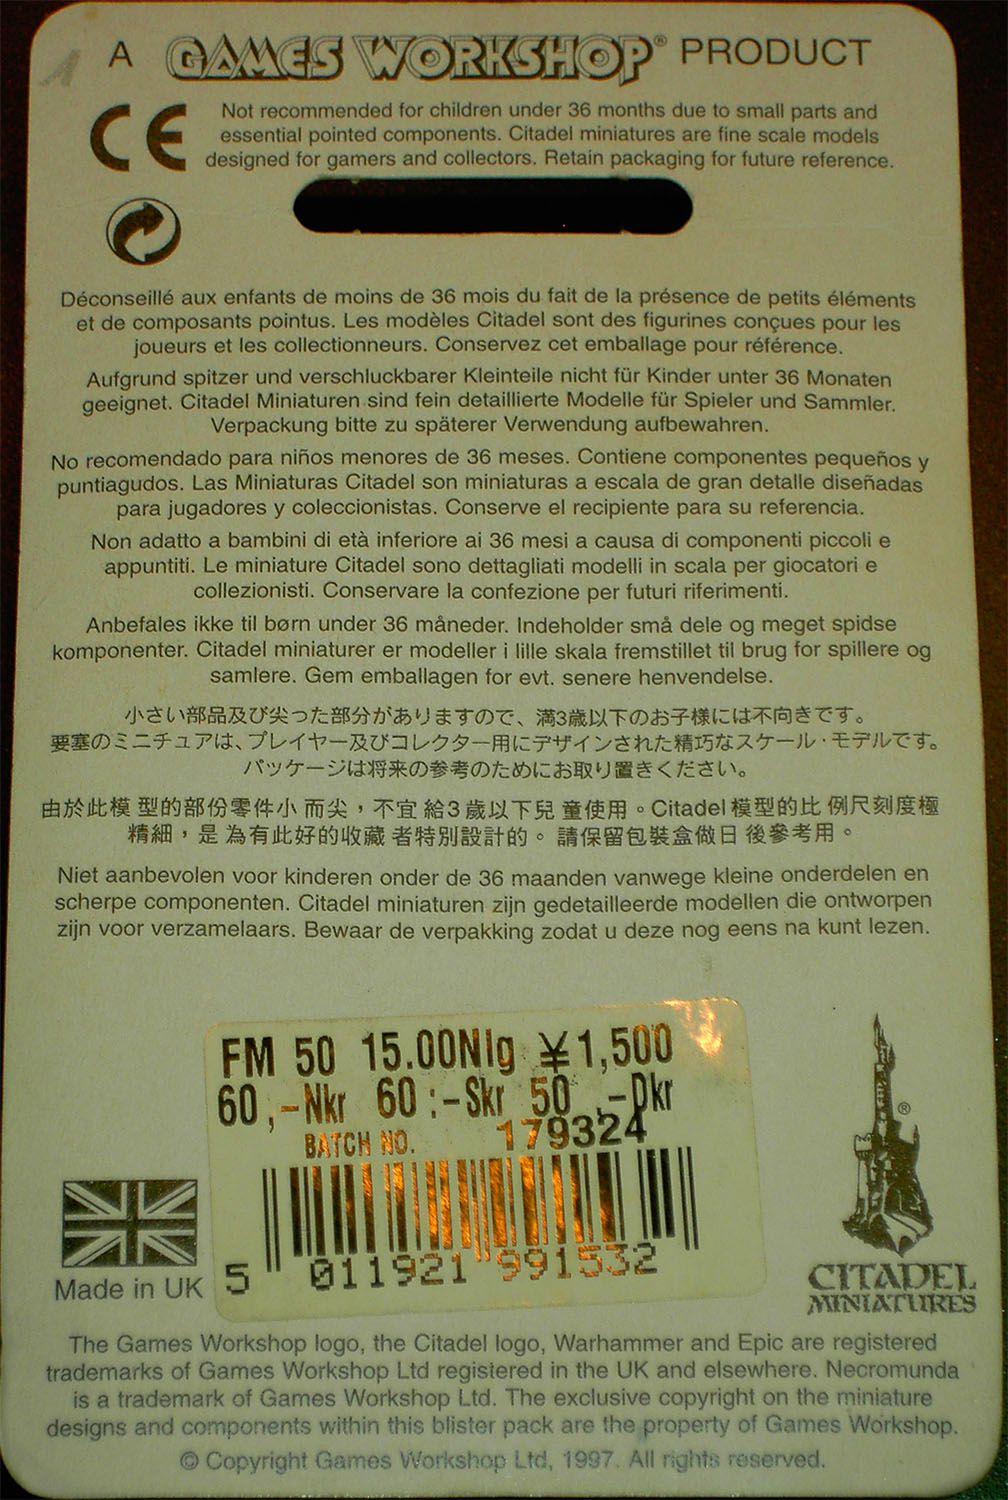 A GAMES WORKSHOP® PRODUCT
CE
Not recommended for children under 36 months due to small parts and
essential pointed components. Citadel miniatures are fine scale models
designed for gamers and collectors. Retain packaging for future reference.
Déconseillé aux enfants de moins de 36 mois du fait de la présence de petits éléments
et de composants pointus. Les modèles Citadel sont des figurines conçues pour les
joueurs et les collectionneurs. Conservez cet emballage pour référence.
Aufgrund spitzer und verschluckbarer Kleinteile nicht für Kinder unter 36 Monaten
geeignet. Citadel Miniaturen sind fein detaillierte Modelle für Spieler und Sammler.
Verpackung bitte zu späterer Verwendung aufbewahren.
No recomendado para niños menores de 36 meses. Contiene componentes pequeños y
puntiagudos. Las Miniaturas Citadel son miniaturas a escala de gran detalle diseñadas
para jugadores y coleccionistas. Conserve el recipiente para su referencia.
Non adatto a bambini di età inferiore ai 36 mesi a causa di componenti piccoli e
appuntiti. Le miniature Citadel sono dettagliati modelli in scala per giocatori e
collezionisti. Conservare la confezione per futuri riferimenti.
Anbefales ikke til børn under 36 måneder. Indeholder små dele og meget spidse
komponenter. Citadel miniaturer er modeller i lille skala fremstillet til brug for spillere og
samlere. Gem emballagen for evt. senere henvendelse.
小さい部品及び尖った部分がありますので、満3歳以下のお子様には不向きです。
要塞のミニチュアは、プレイヤー及びコレクター用にデザインされた精巧なスケール・モデルです。
パッケージは将来の参考のためにお取り置きください。
由於此模型的部份零件小而尖，不宜給3歲以下兒童使用。Citadel模型的比例尺刻度極
精細，是為有此好的收藏者特別設計的。請保留包裝盒做日後參考用。
Niet aanbevolen voor kinderen onder de 36 maanden vanwege kleine onderdelen en
scherpe componenten. Citadel miniaturen zijn gedetailleerde modellen die ontworpen
zijn voor verzamelaars. Bewaar de verpakking zodat u deze nog eens na kunt lezen.
FM 50 15.00Nlg ¥1,500
60,-Nkr 60:-Skr 50,-Dkr
BATCH NO. 179324
5 011921 991532
Made in UK
®
CITADEL
MINIATURES
The Games Workshop logo, the Citadel logo, Warhammer and Epic are registered
trademarks of Games Workshop Ltd registered in the UK and elsewhere. Necromunda
is a trademark of Games Workshop Ltd. The exclusive copyright on the miniature
designs and components within this blister pack are the property of Games Workshop.
© Copyright Games Workshop Ltd, 1997. All rights reserved.